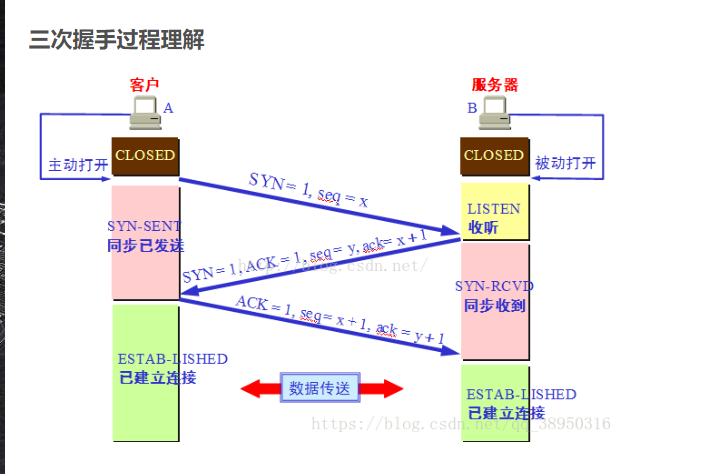 三次握手过程理解
客户
服务器
A
B
主动打开
CLOSED
CLOSED
被动打开
SYN=1, seq=x
LISTEN
收听
SYN-SENT
同步已发送
SYN=1, ACK=1, seq=y, ack=x+1
http://blog.csdn.net/
SYN-RCVD
同步收到
ACK=1, seq=x+1, ack=y+1
ESTAB-LISHED
已建立连接
数据传送
ESTAB-LISHED
已建立连接
https://blog.csdn.net/qq_38950316